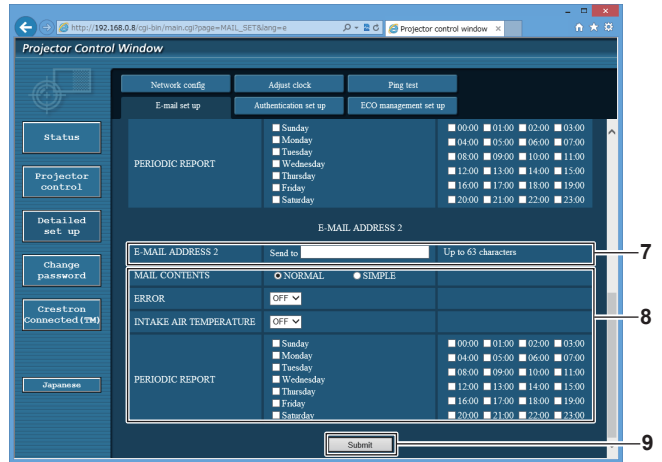 http://192.168.0.8/cgi-bin/main.cgi?page=MAIL_SET&lang=e
Projector control window
Projector Control Window
Network config Adjust clock Ping test
E-mail set up Authentication set up ECO management set up
Status
Projector control
Detailed set up
Change password
Crestron Connected(TM)
Japanese
PERIODIC REPORT
Sunday
Monday
Tuesday
Wednesday
Thursday
Friday
Saturday
00:00 01:00 02:00 03:00
04:00 05:00 06:00 07:00
08:00 09:00 10:00 11:00
12:00 13:00 14:00 15:00
16:00 17:00 18:00 19:00
20:00 21:00 22:00 23:00
E-MAIL ADDRESS 2
E-MAIL ADDRESS 2 Send to Up to 63 characters
7
MAIL CONTENTS NORMAL SIMPLE
ERROR OFF
8
INTAKE AIR TEMPERATURE OFF
PERIODIC REPORT
Sunday
Monday
Tuesday
Wednesday
Thursday
Friday
Saturday
00:00 01:00 02:00 03:00
04:00 05:00 06:00 07:00
08:00 09:00 10:00 11:00
12:00 13:00 14:00 15:00
16:00 17:00 18:00 19:00
20:00 21:00 22:00 23:00
Submit
9